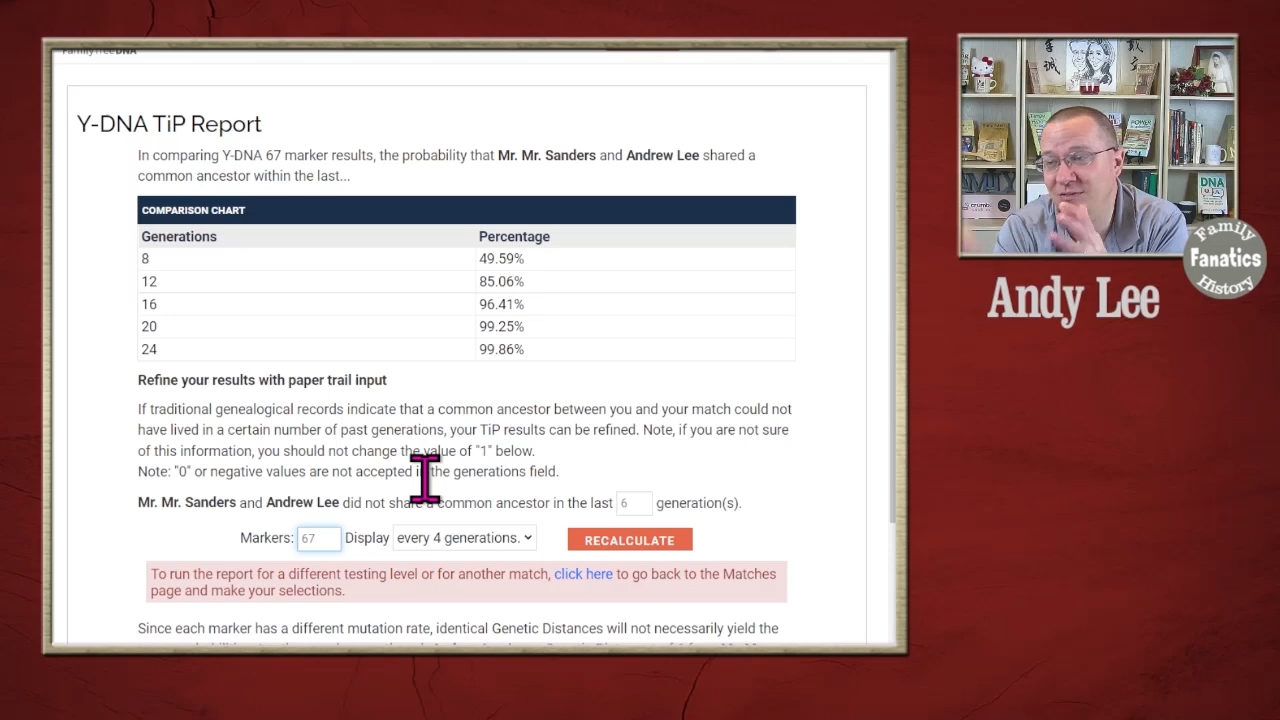 FamilyTreeDNA
Y-DNA TiP Report
In comparing Y-DNA 67 marker results, the probability that Mr. Mr. Sanders and Andrew Lee shared a
common ancestor within the last...
COMPARISON CHART
Generations Percentage
8 49.59%
12 85.06%
16 96.41%
20 99.25%
24 99.86%
Refine your results with paper trail input
If traditional genealogical records indicate that a common ancestor between you and your match could not
have lived in a certain number of past generations, your TiP results can be refined. Note, if you are not sure
of this information, you should not change the value of "1" below.
Note: "0" or negative values are not accepted in the generations field.
Mr. Mr. Sanders and Andrew Lee did not share a common ancestor in the last 6 generation(s).
Markers: 67 Display every 4 generations. RECALCULATE
To run the report for a different testing level or for another match, click here to go back to the Matches
page and make your selections.
Since each marker has a different mutation rate, identical Genetic Distances will not necessarily yield the
DNA
Family
Fanatics
History
Andy Lee